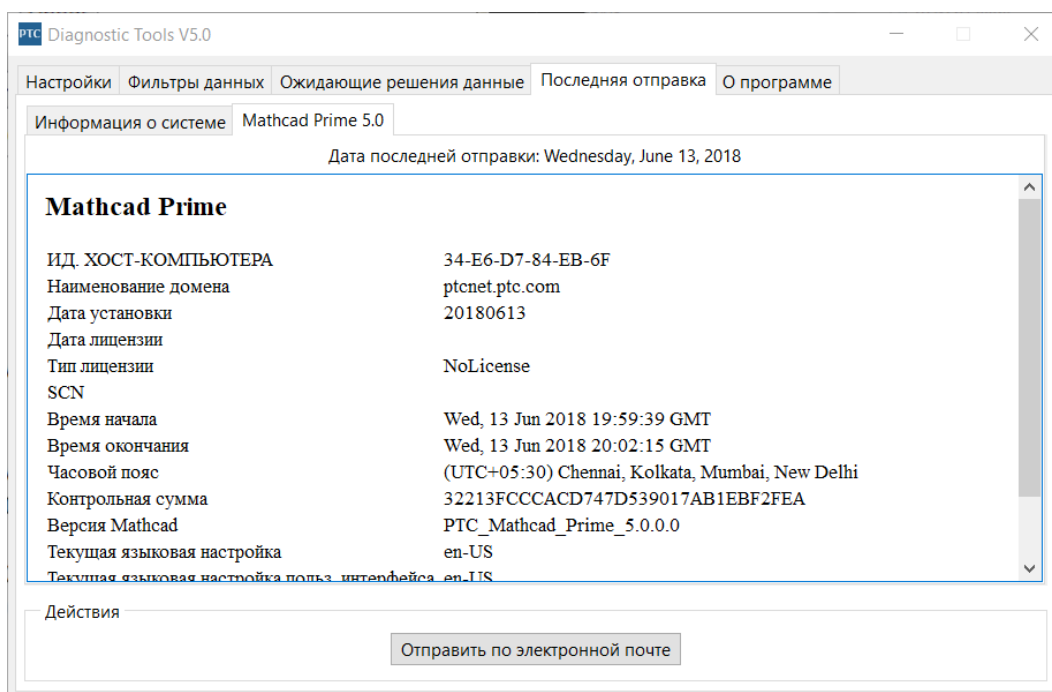 PTC Diagnostic Tools V5.0
Настройки Фильтры данных Ожидающие решения данные Последняя отправка О программе
Информация о системе Mathcad Prime 5.0
Дата последней отправки: Wednesday, June 13, 2018
Mathcad Prime
ИД. ХОСТ-КОМПЬЮТЕРА 34-E6-D7-84-EB-6F
Наименование домена ptcnet.ptc.com
Дата установки 20180613
Дата лицензии
Тип лицензии NoLicense
SCN
Время начала Wed, 13 Jun 2018 19:59:39 GMT
Время окончания Wed, 13 Jun 2018 20:02:15 GMT
Часовой пояс (UTC+05:30) Chennai, Kolkata, Mumbai, New Delhi
Контрольная сумма 32213FCCCACD747D539017AB1EBF2FEA
Версия Mathcad PTC_Mathcad_Prime_5.0.0.0
Текущая языковая настройка en-US
Текущая языковая настройка польз. интерфейса en-US
Действия
Отправить по электронной почте